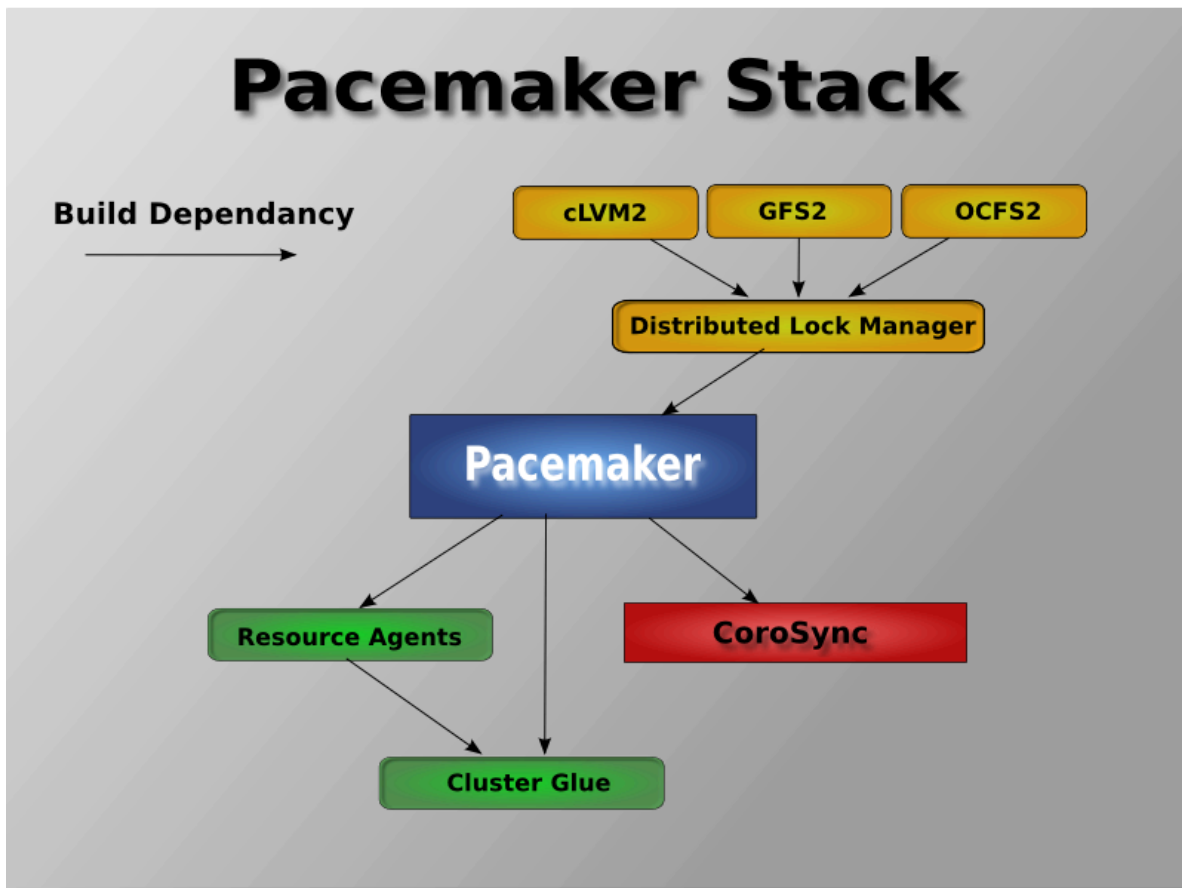 Pacemaker Stack
Build Dependancy
cLVM2
GFS2
OCFS2
Distributed Lock Manager
Pacemaker
Resource Agents
CoroSync
Cluster Glue